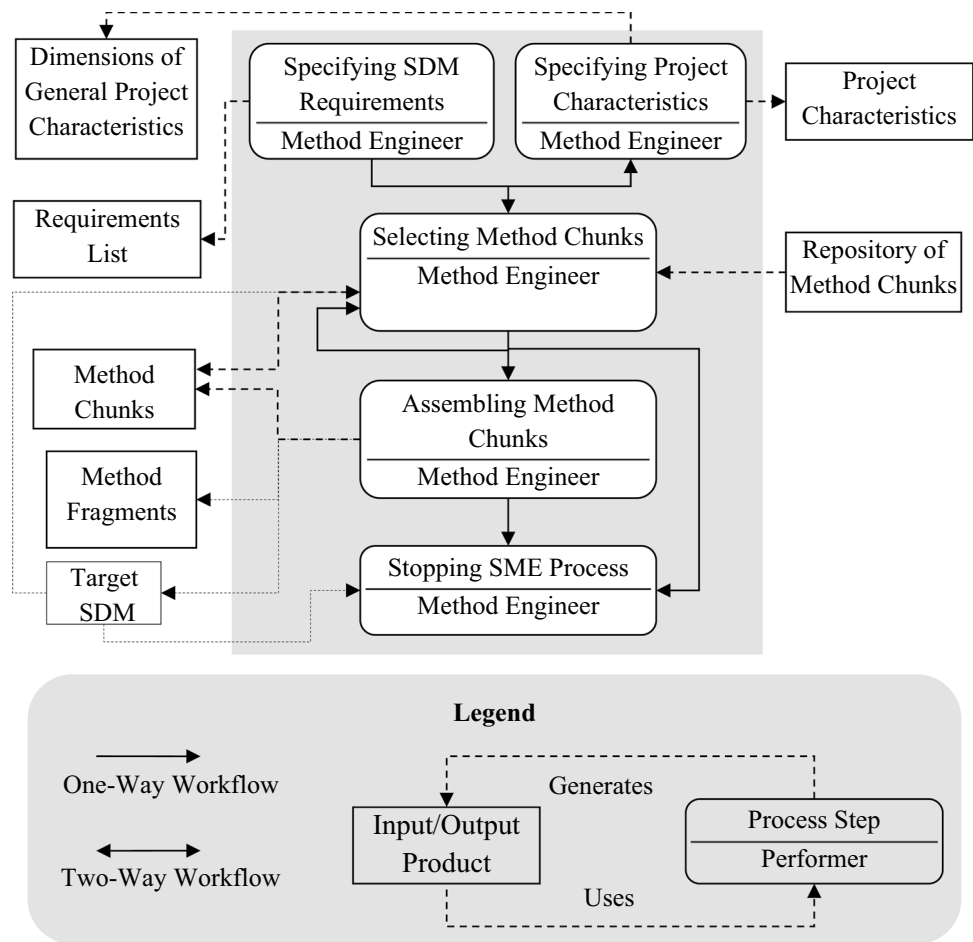 Dimensions of
General Project
Characteristics
Specifying SDM
Requirements
Method Engineer
Specifying Project
Characteristics
Method Engineer
Project
Characteristics
Requirements
List
Selecting Method Chunks
Method Engineer
Repository of
Method Chunks
Method
Chunks
Assembling Method
Chunks
Method Engineer
Method
Fragments
Target
SDM
Stopping SME Process
Method Engineer
Legend
One-Way Workflow
Two-Way Workflow
Generates
Input/Output
Product
Process Step
Performer
Uses